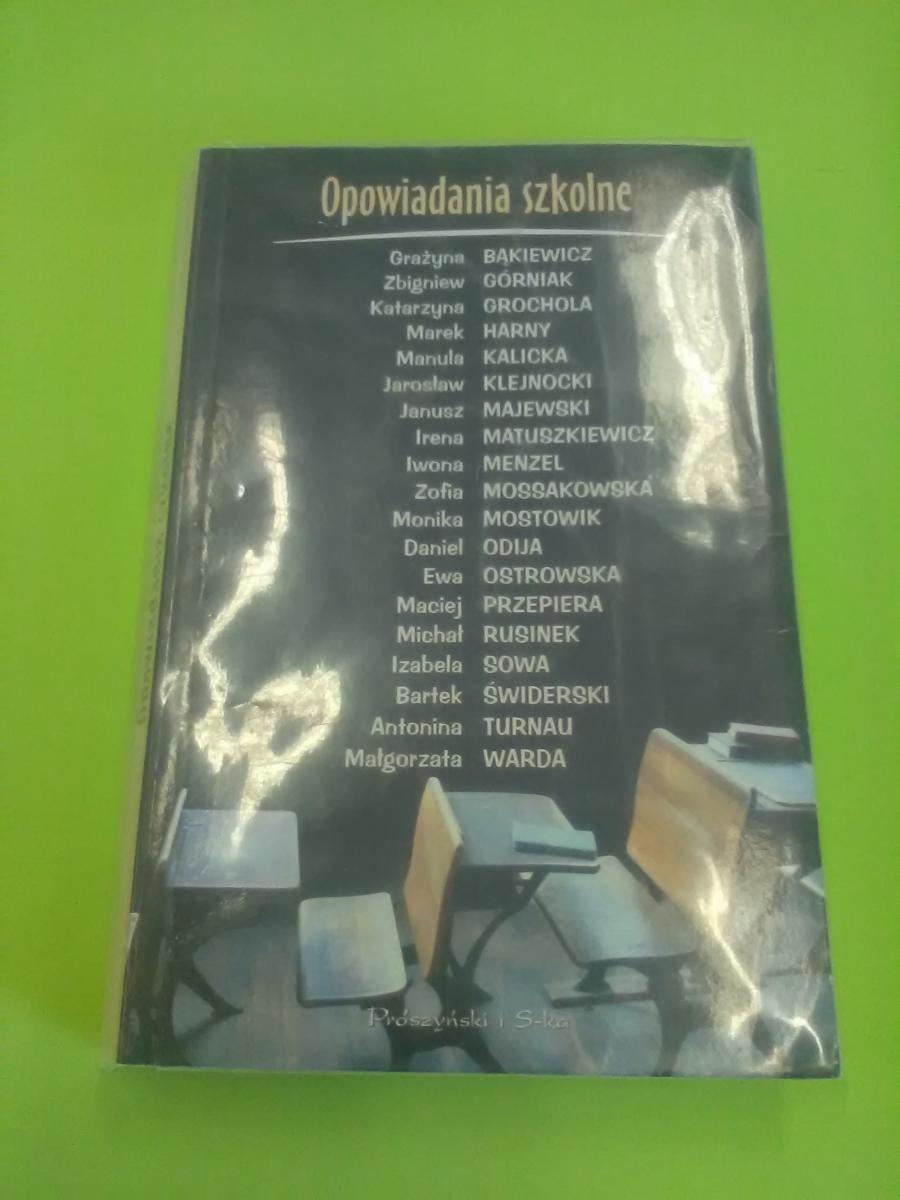 Opowiadania szkolne
Grażyna BĄKIEWICZ
Zbigniew GÓRNIAK
Katarzyna GROCHOLA
Marek HARNY
Manula KALICKA
Jarosław KLEJNOCKI
Janusz MAJEWSKI
Irena MATUSZKIEWICZ
Iwona MENZEL
Zofia MOSSAKOWSKA
Monika MOSTOWIK
Daniel ODIJA
Ewa OSTROWSKA
Maciej PRZEPIERA
Michał RUSINEK
Izabela SOWA
Bartek ŚWIDERSKI
Antonina TURNAU
Małgorzata WARDA
Prószyński i S-ka